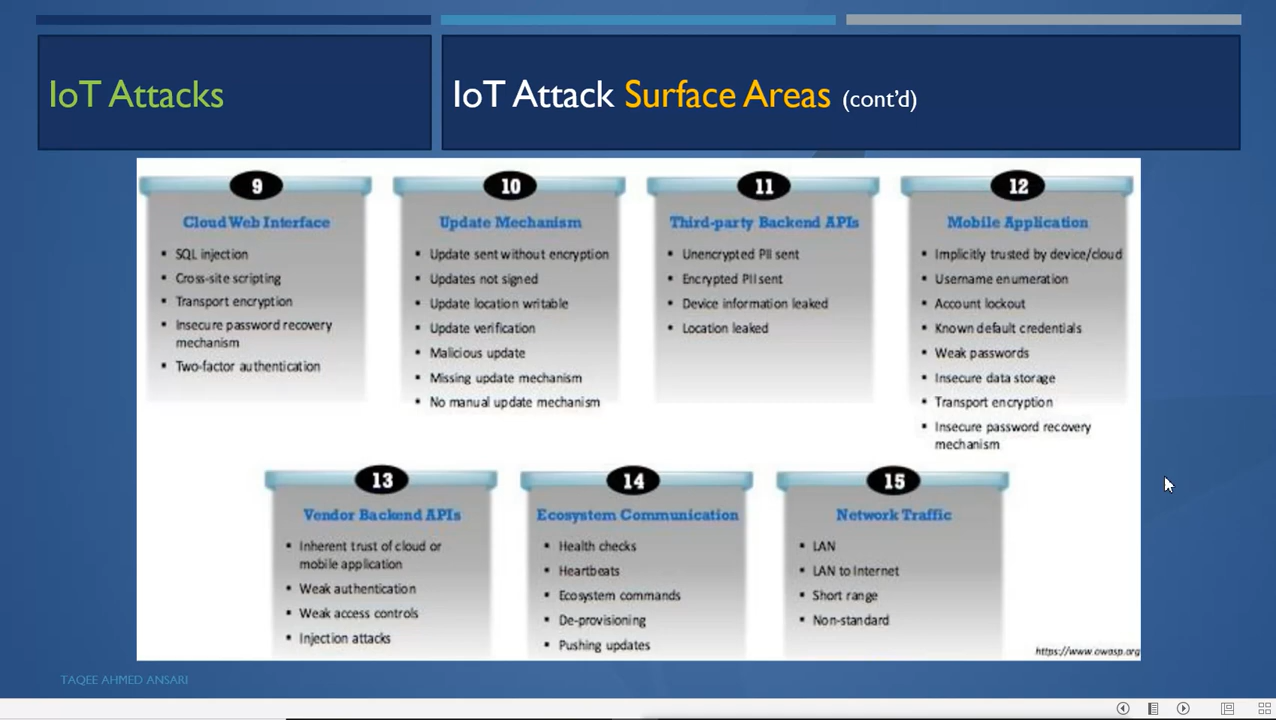 IoT Attacks
IoT Attack Surface Areas (cont'd)
9
Cloud Web Interface
▪ SQL injection
▪ Cross-site scripting
▪ Transport encryption
▪ Insecure password recovery
mechanism
▪ Two-factor authentication
10
Update Mechanism
▪ Update sent without encryption
▪ Updates not signed
▪ Update location writable
▪ Update verification
▪ Malicious update
▪ Missing update mechanism
▪ No manual update mechanism
11
Third-party Backend APIs
▪ Unencrypted PII sent
▪ Encrypted PII sent
▪ Device information leaked
▪ Location leaked
12
Mobile Application
▪ Implicitly trusted by device/cloud
▪ Username enumeration
▪ Account lockout
▪ Known default credentials
▪ Weak passwords
▪ Insecure data storage
▪ Transport encryption
▪ Insecure password recovery
mechanism
13
Vendor Backend APIs
▪ Inherent trust of cloud or
mobile application
▪ Weak authentication
▪ Weak access controls
▪ Injection attacks
14
Ecosystem Communication
▪ Health checks
▪ Heartbeats
▪ Ecosystem commands
▪ De-provisioning
▪ Pushing updates
15
Network Traffic
▪ LAN
▪ LAN to Internet
▪ Short range
▪ Non-standard
https://www.owasp.org
TAQEE AHMED ANSARI